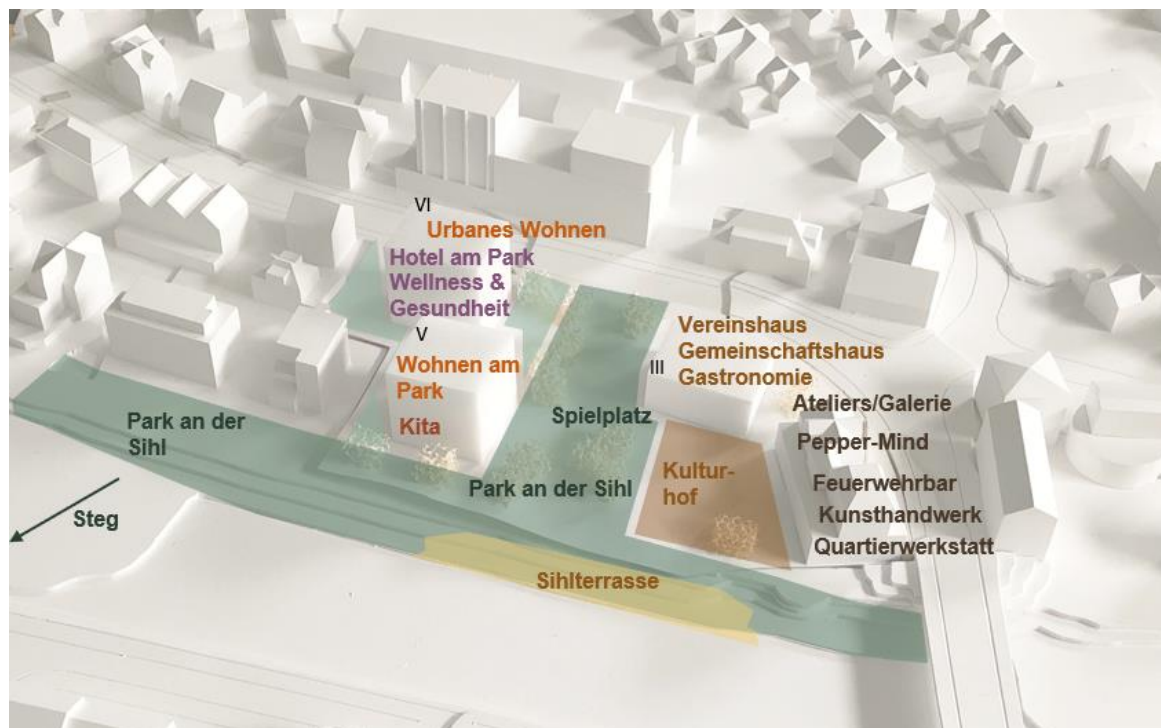 VI
Urbanes Wohnen
Hotel am Park
Wellness &
Gesundheit
V
Wohnen am
Park
Kita
Vereinshaus
Gemeinschaftshaus
Gastronomie
III
Ateliers/Galerie
Spielplatz
Park an der
Sihl
Pepper-Mind
Kultur-
hof
Feuerwehrbar
Park an der Sihl
Steg
Kunsthandwerk
Quartierwerkstatt
Sihlterrasse